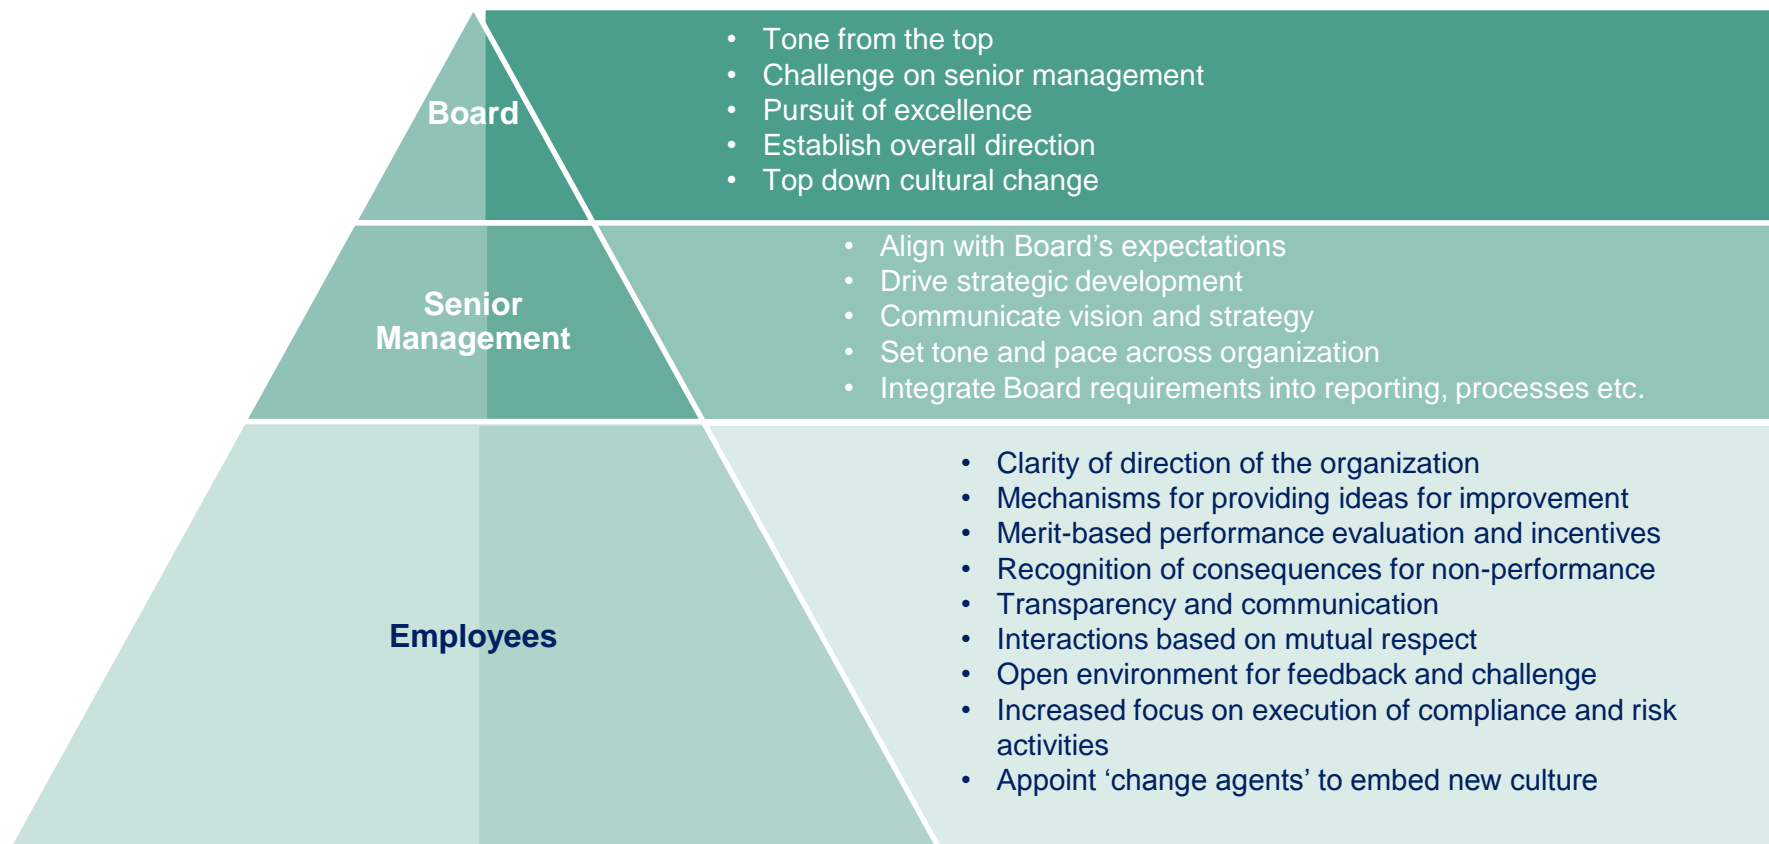 Board
• Tone from the top
• Challenge on senior management
• Pursuit of excellence
• Establish overall direction
• Top down cultural change
Senior
Management
• Align with Board’s expectations
• Drive strategic development
• Communicate vision and strategy
• Set tone and pace across organization
• Integrate Board requirements into reporting, processes etc.
Employees
• Clarity of direction of the organization
• Mechanisms for providing ideas for improvement
• Merit-based performance evaluation and incentives
• Recognition of consequences for non-performance
• Transparency and communication
• Interactions based on mutual respect
• Open environment for feedback and challenge
• Increased focus on execution of compliance and risk
activities
• Appoint ‘change agents’ to embed new culture